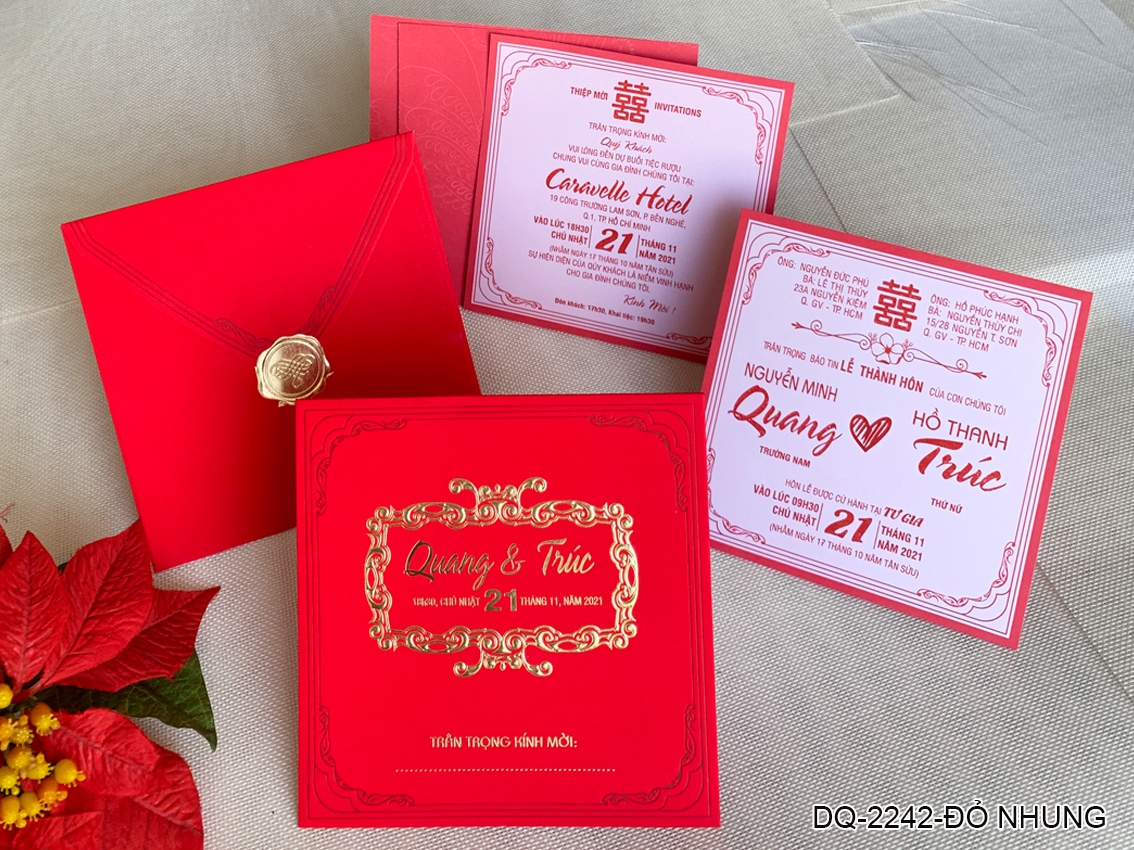 THIỆP MỜI 囍 INVITATIONS
TRÂN TRỌNG KÍNH MỜI:
Quý Khách
VUI LÒNG ĐẾN DỰ BUỔI TIỆC RƯỢU
CHUNG VUI CÙNG GIA ĐÌNH CHÚNG TÔI TẠI:
Caravelle Hotel
19 CÔNG TRƯỜNG LAM SƠN, P. BẾN NGHÉ,
Q.1, TP. HỒ CHÍ MINH
VÀO LÚC 18H30
CHỦ NHẬT
21
THÁNG 11
NĂM 2021
(NHẰM NGÀY 17 THÁNG 10 NĂM TÂN SỬU)
SỰ HIỆN DIỆN CỦA QUÝ KHÁCH LÀ NIỀM VINH HẠNH
CHO GIA ĐÌNH CHÚNG TÔI.
Kính Mời !
Đón khách: 17h30, Khai tiệc: 19h30
ÔNG: NGUYỄN ĐỨC PHÚ
BÀ: LÊ THỊ THÚY
23A NGUYỄN KIỆM
Q. GV - TP.HCM
囍
ÔNG: HỒ PHÚC HẠNH
BÀ: NGUYỄN THÙY CHI
15/28 NGUYỄN T. SƠN
Q. GV - TP.HCM
TRÂN TRỌNG BÁO TIN LỄ THÀNH HÔN CỦA CON CHÚNG TÔI
NGUYỄN MINH
Quang
TRƯỞNG NAM
HỒ THANH
Trúc
THỨ NỮ
HÔN LỄ ĐƯỢC CỬ HÀNH TẠI TƯ GIA
VÀO LÚC 09H30
CHỦ NHẬT
21
THÁNG 11
NĂM 2021
(NHẰM NGÀY 17 THÁNG 10 NĂM TÂN SỬU)
Quang & Trúc
18h30, CHỦ NHẬT 21 THÁNG 11, NĂM 2021
TRÂN TRỌNG KÍNH MỜI:
DQ-2242-ĐỎ NHUNG